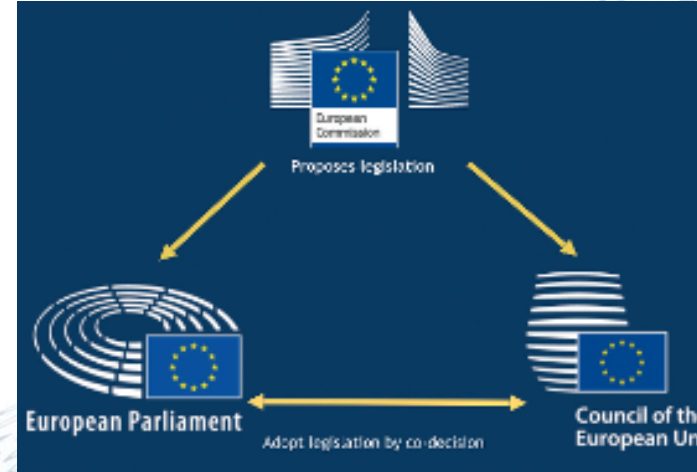 European
Commission
Proposes legislation
European Parliament
Adopt legislation by co-decision
Council of th
European Un